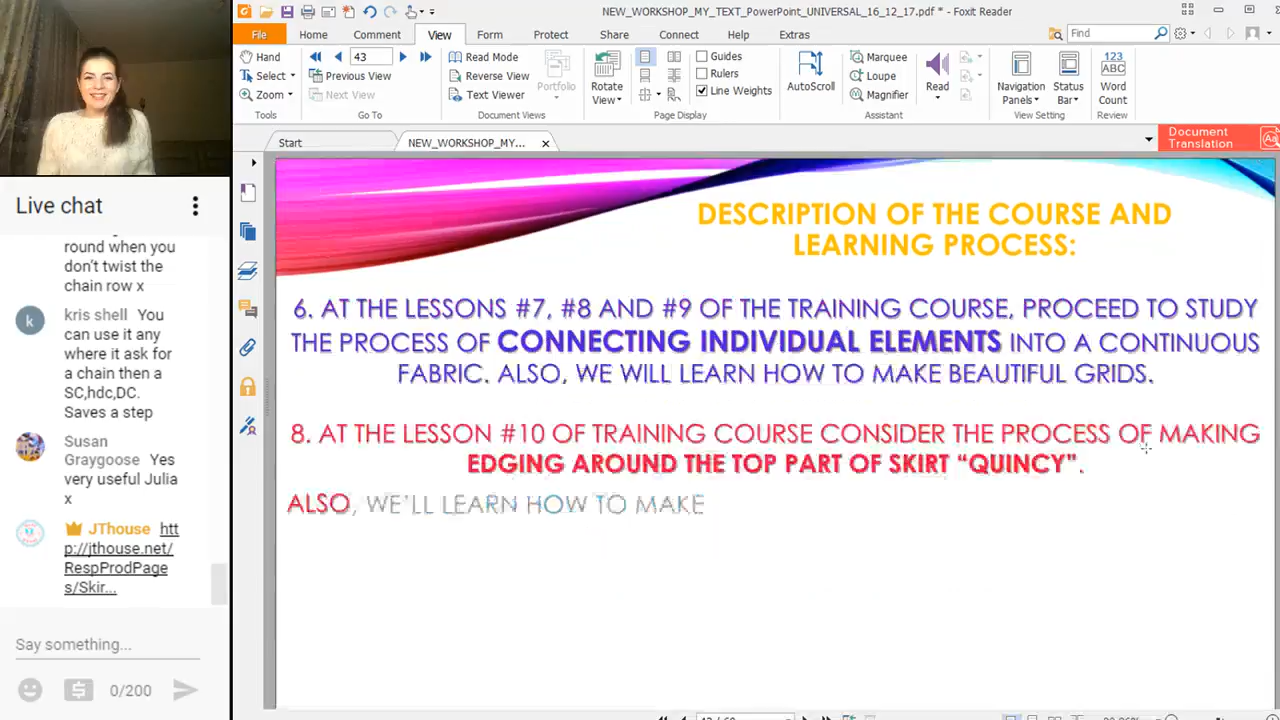 NEW_WORKSHOP_MY_TEXT_PowerPoint_UNIVERSAL_16_12_17.pdf * - Foxit Reader
File Home Comment View Form Protect Share Connect Help Extras Find
Hand
Select
Zoom
Tools
43
Previous View
Next View
Go To
Read Mode
Reverse View
Text Viewer
Portfolio
Document Views
Rotate
View
Guides
Rulers
Line Weights
Page Display
AutoScroll
Marquee
Loupe
Magnifier
Assistant
Read
Navigation
Panels
Status
Bar
View Setting
123
ABC
Word
Count
Review
Start
NEW_WORKSHOP_MY...
Document
Translation
Live chat
round when you
don't twist the
chain row x
kris shell You
can use it any
where it ask for
a chain then a
SC,hdc,DC.
Saves a step
Susan
Graygoose Yes
very useful Julia
x
JThouse htt
p://jthouse.net/
RespProdPage
s/Skir...
Say something...
0/200
DESCRIPTION OF THE COURSE AND
LEARNING PROCESS:
6. AT THE LESSONS #7, #8 AND #9 OF THE TRAINING COURSE, PROCEED TO STUDY
THE PROCESS OF CONNECTING INDIVIDUAL ELEMENTS INTO A CONTINUOUS
FABRIC. ALSO, WE WILL LEARN HOW TO MAKE BEAUTIFUL GRIDS.
8. AT THE LESSON #10 OF TRAINING COURSE CONSIDER THE PROCESS OF MAKING
EDGING AROUND THE TOP PART OF SKIRT “QUINCY”.
ALSO, WE'LL LEARN HOW TO MAKE